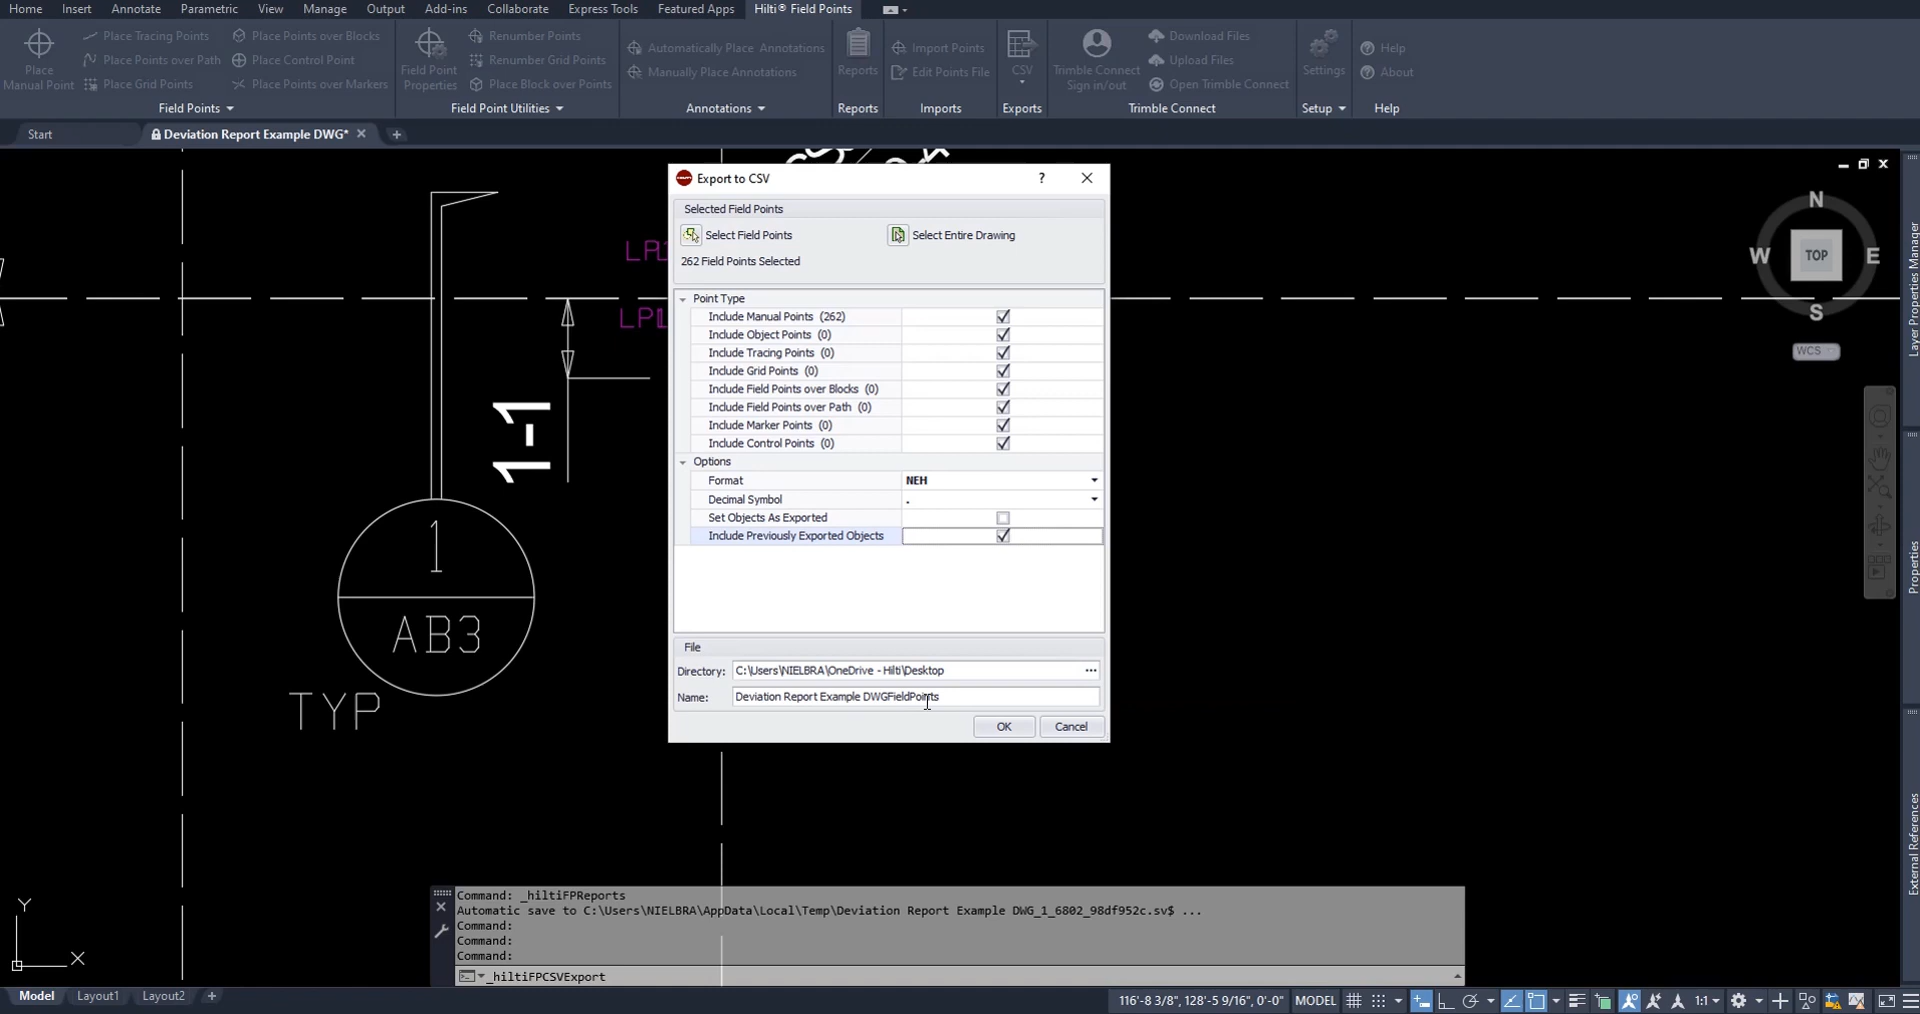 Home Insert Annotate Parametric View Manage Output Add-ins Collaborate Express Tools Featured Apps Hilti® Field Points
Place Manual Point
Place Tracing Points
Place Points over Path
Place Grid Points
Place Points over Blocks
Place Control Point
Place Points over Markers
Field Points
Field Point Properties
Renumber Points
Renumber Grid Points
Place Block over Points
Field Point Utilities
Automatically Place Annotations
Manually Place Annotations
Annotations
Reports
Reports
Import Points
Edit Points File
Imports
CSV
Exports
Trimble Connect Sign in/out
Download Files
Upload Files
Open Trimble Connect
Trimble Connect
Settings
Setup
Help
About
Help
Start
Deviation Report Example DWG*
Export to CSV ?
Selected Field Points
Select Field Points
Select Entire Drawing
262 Field Points Selected
Point Type
Include Manual Points (262)
Include Object Points (0)
Include Tracing Points (0)
Include Grid Points (0)
Include Field Points over Blocks (0)
Include Field Points over Path (0)
Include Marker Points (0)
Include Control Points (0)
Options
Format NEH
Decimal Symbol .
Set Objects As Exported
Include Previously Exported Objects
File
Directory: C:\Users\NIELBRA\OneDrive - Hilti\Desktop ...
Name: Deviation Report Example DWGFieldPoints
OK Cancel
1-1
1
AB3
TYP
N
W TOP E
S
WCS
Layer Properties Manager
Properties
External References
Y
X
Command: _hiltiFPReports
Automatic save to C:\Users\NIELBRA\AppData\Local\Temp\Deviation Report Example DWG_1_6802_98df952c.sv$ ...
Command:
Command:
Command:
_hiltiFPCSVExport
Model Layout1 Layout2 +
116'-8 3/8", 128'-5 9/16", 0'-0" MODEL 1:1